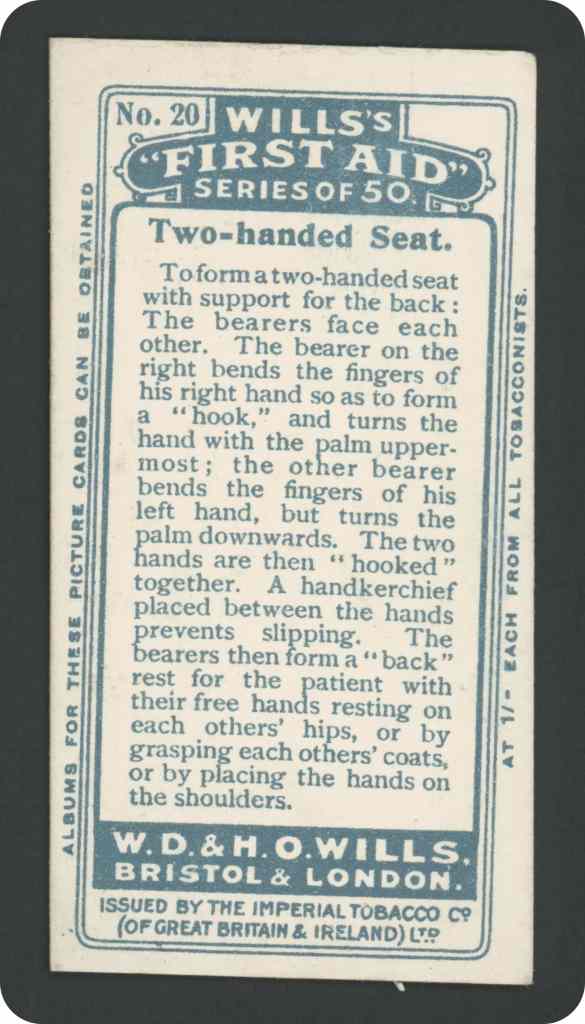 No. 20
WILLS'S
"FIRST AID"
SERIES OF 50.
Two-handed Seat.
To form a two-handed seat
with support for the back :
The bearers face each
other. The bearer on the
right bends the fingers of
his right hand so as to form
a "hook," and turns the
hand with the palm upper-
most ; the other bearer
bends the fingers of his
left hand, but turns the
palm downwards. The two
hands are then "hooked"
together. A handkerchief
placed between the hands
prevents slipping. The
bearers then form a "back"
rest for the patient with
their free hands resting on
each others' hips, or by
grasping each others' coats,
or by placing the hands on
the shoulders.
W.D. & H.O. WILLS,
BRISTOL & LONDON.
ISSUED BY THE IMPERIAL TOBACCO Co.
(OF GREAT BRITAIN & IRELAND) LTD.
ALBUMS FOR THESE PICTURE CARDS CAN BE OBTAINED
AT 1/- EACH FROM ALL TOBACCONISTS.